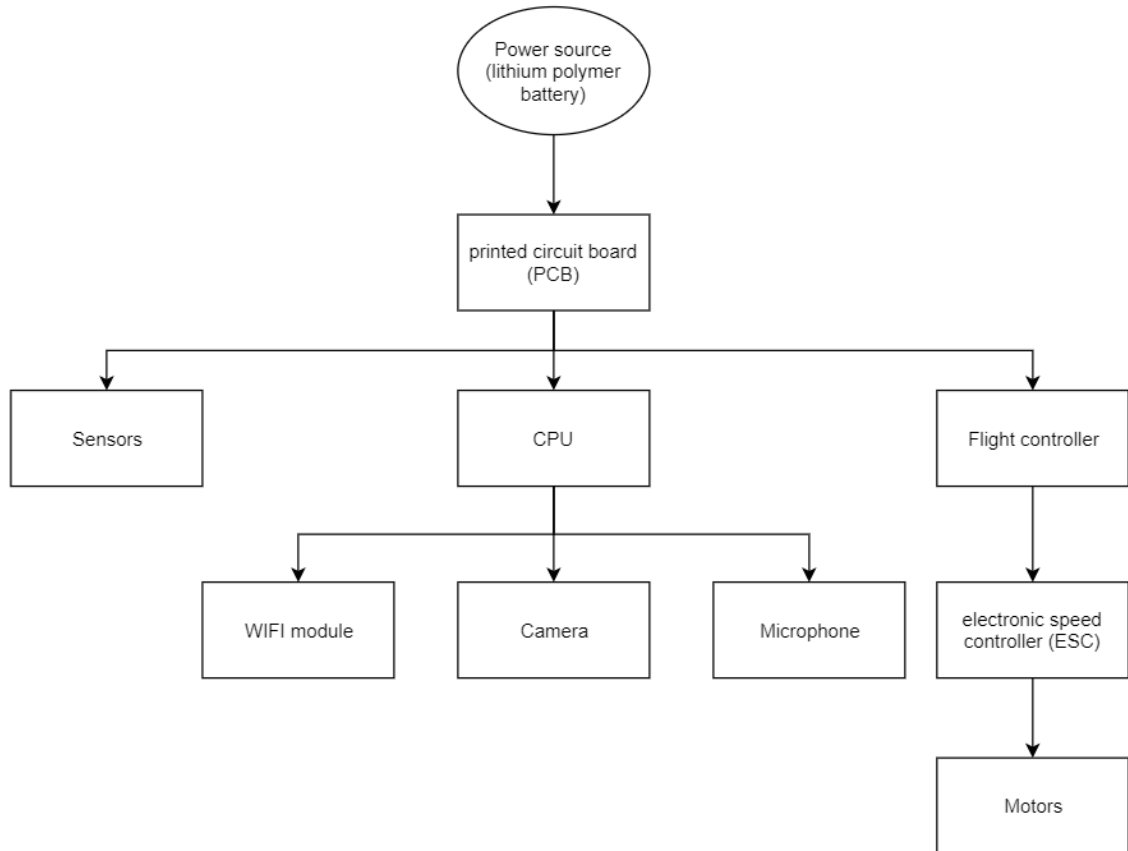 Power source
(lithium polymer
battery)
printed circuit board
(PCB)
Sensors
CPU
Flight controller
WIFI module
Camera
Microphone
electronic speed
controller (ESC)
Motors